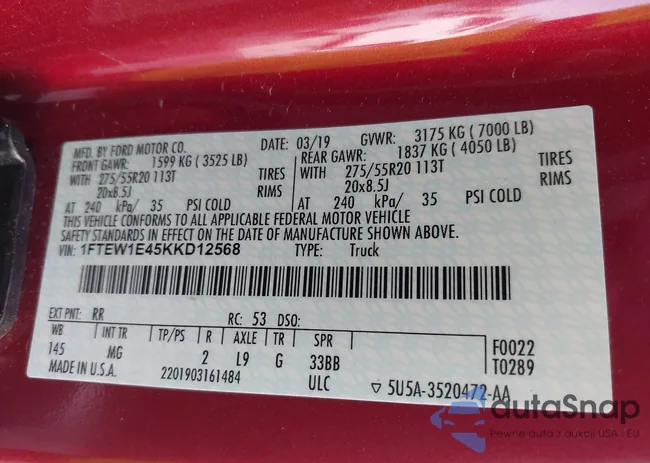 MFD. BY FORD MOTOR CO. DATE: 03/19 GVWR: 3175 KG ( 7000 LB)
FRONT GAWR: 1599 KG ( 3525 LB) REAR GAWR: 1837 KG ( 4050 LB)
WITH 275/55R20 113T TIRES WITH 275/55R20 113T TIRES
20x8.5J RIMS 20x8.5J RIMS
AT 240 kPa/ 35 PSI COLD AT 240 kPa/ 35 PSI COLD
THIS VEHICLE CONFORMS TO ALL APPLICABLE FEDERAL MOTOR VEHICLE
SAFETY STANDARDS IN EFFECT ON THE DATE OF MANUFACTURE SHOWN ABOVE.
VIN: 1FTEW1E45KKD12568 TYPE: Truck
EXT PNT: RR RC: 53 DSO:
WB INT TR TP/PS R AXLE TR SPR
145 MG 2 L9 G 33BB
F0022
T0289
MADE IN U.S.A. 2201903161484 ULC ▽ 5U5A-3520472-AA
autoSnap
Pewne auta z aukcji USA i EU